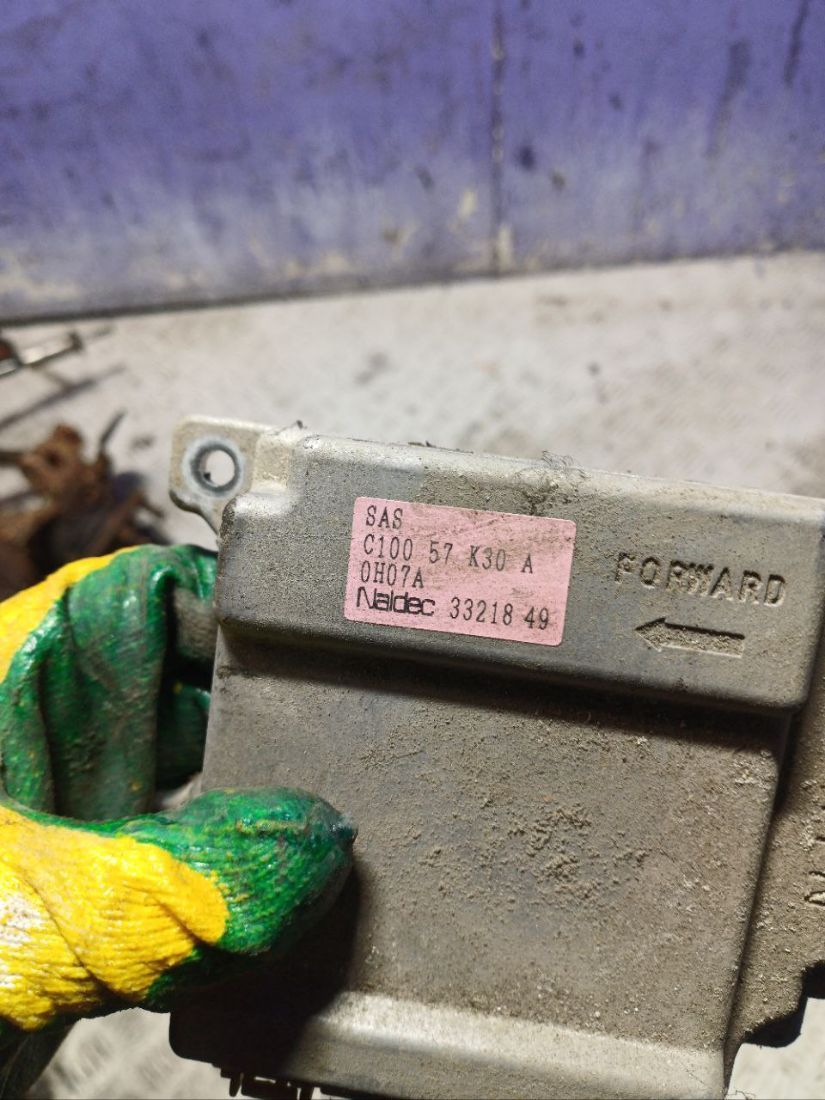 SAS
C100 57 K30 A
0H07A
Naldec 33218 49
FORWARD